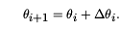 θ_{i+1} = θ_i + Δθ_i.